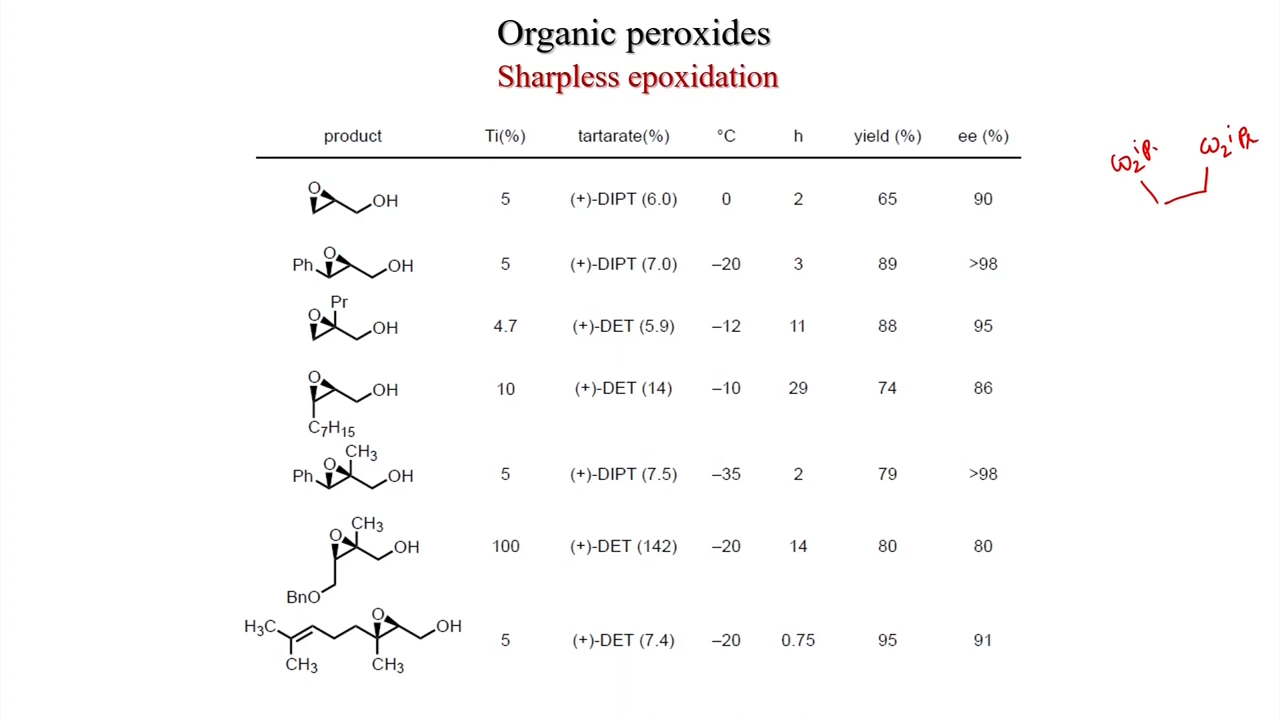 Organic peroxides
Sharpless epoxidation
product Ti(%) tartarate(%) °C h yield (%) ee (%)
CO2iPr CO2iPr
O OH 5 (+)-DIPT (6.0) 0 2 65 90
Ph O OH 5 (+)-DIPT (7.0) –20 3 89 >98
Pr
O OH 4.7 (+)-DET (5.9) –12 11 88 95
O OH 10 (+)-DET (14) –10 29 74 86
C7H15
CH3
Ph O OH 5 (+)-DIPT (7.5) –35 2 79 >98
CH3
O OH 100 (+)-DET (142) –20 14 80 80
BnO
H3C O OH 5 (+)-DET (7.4) –20 0.75 95 91
CH3 CH3